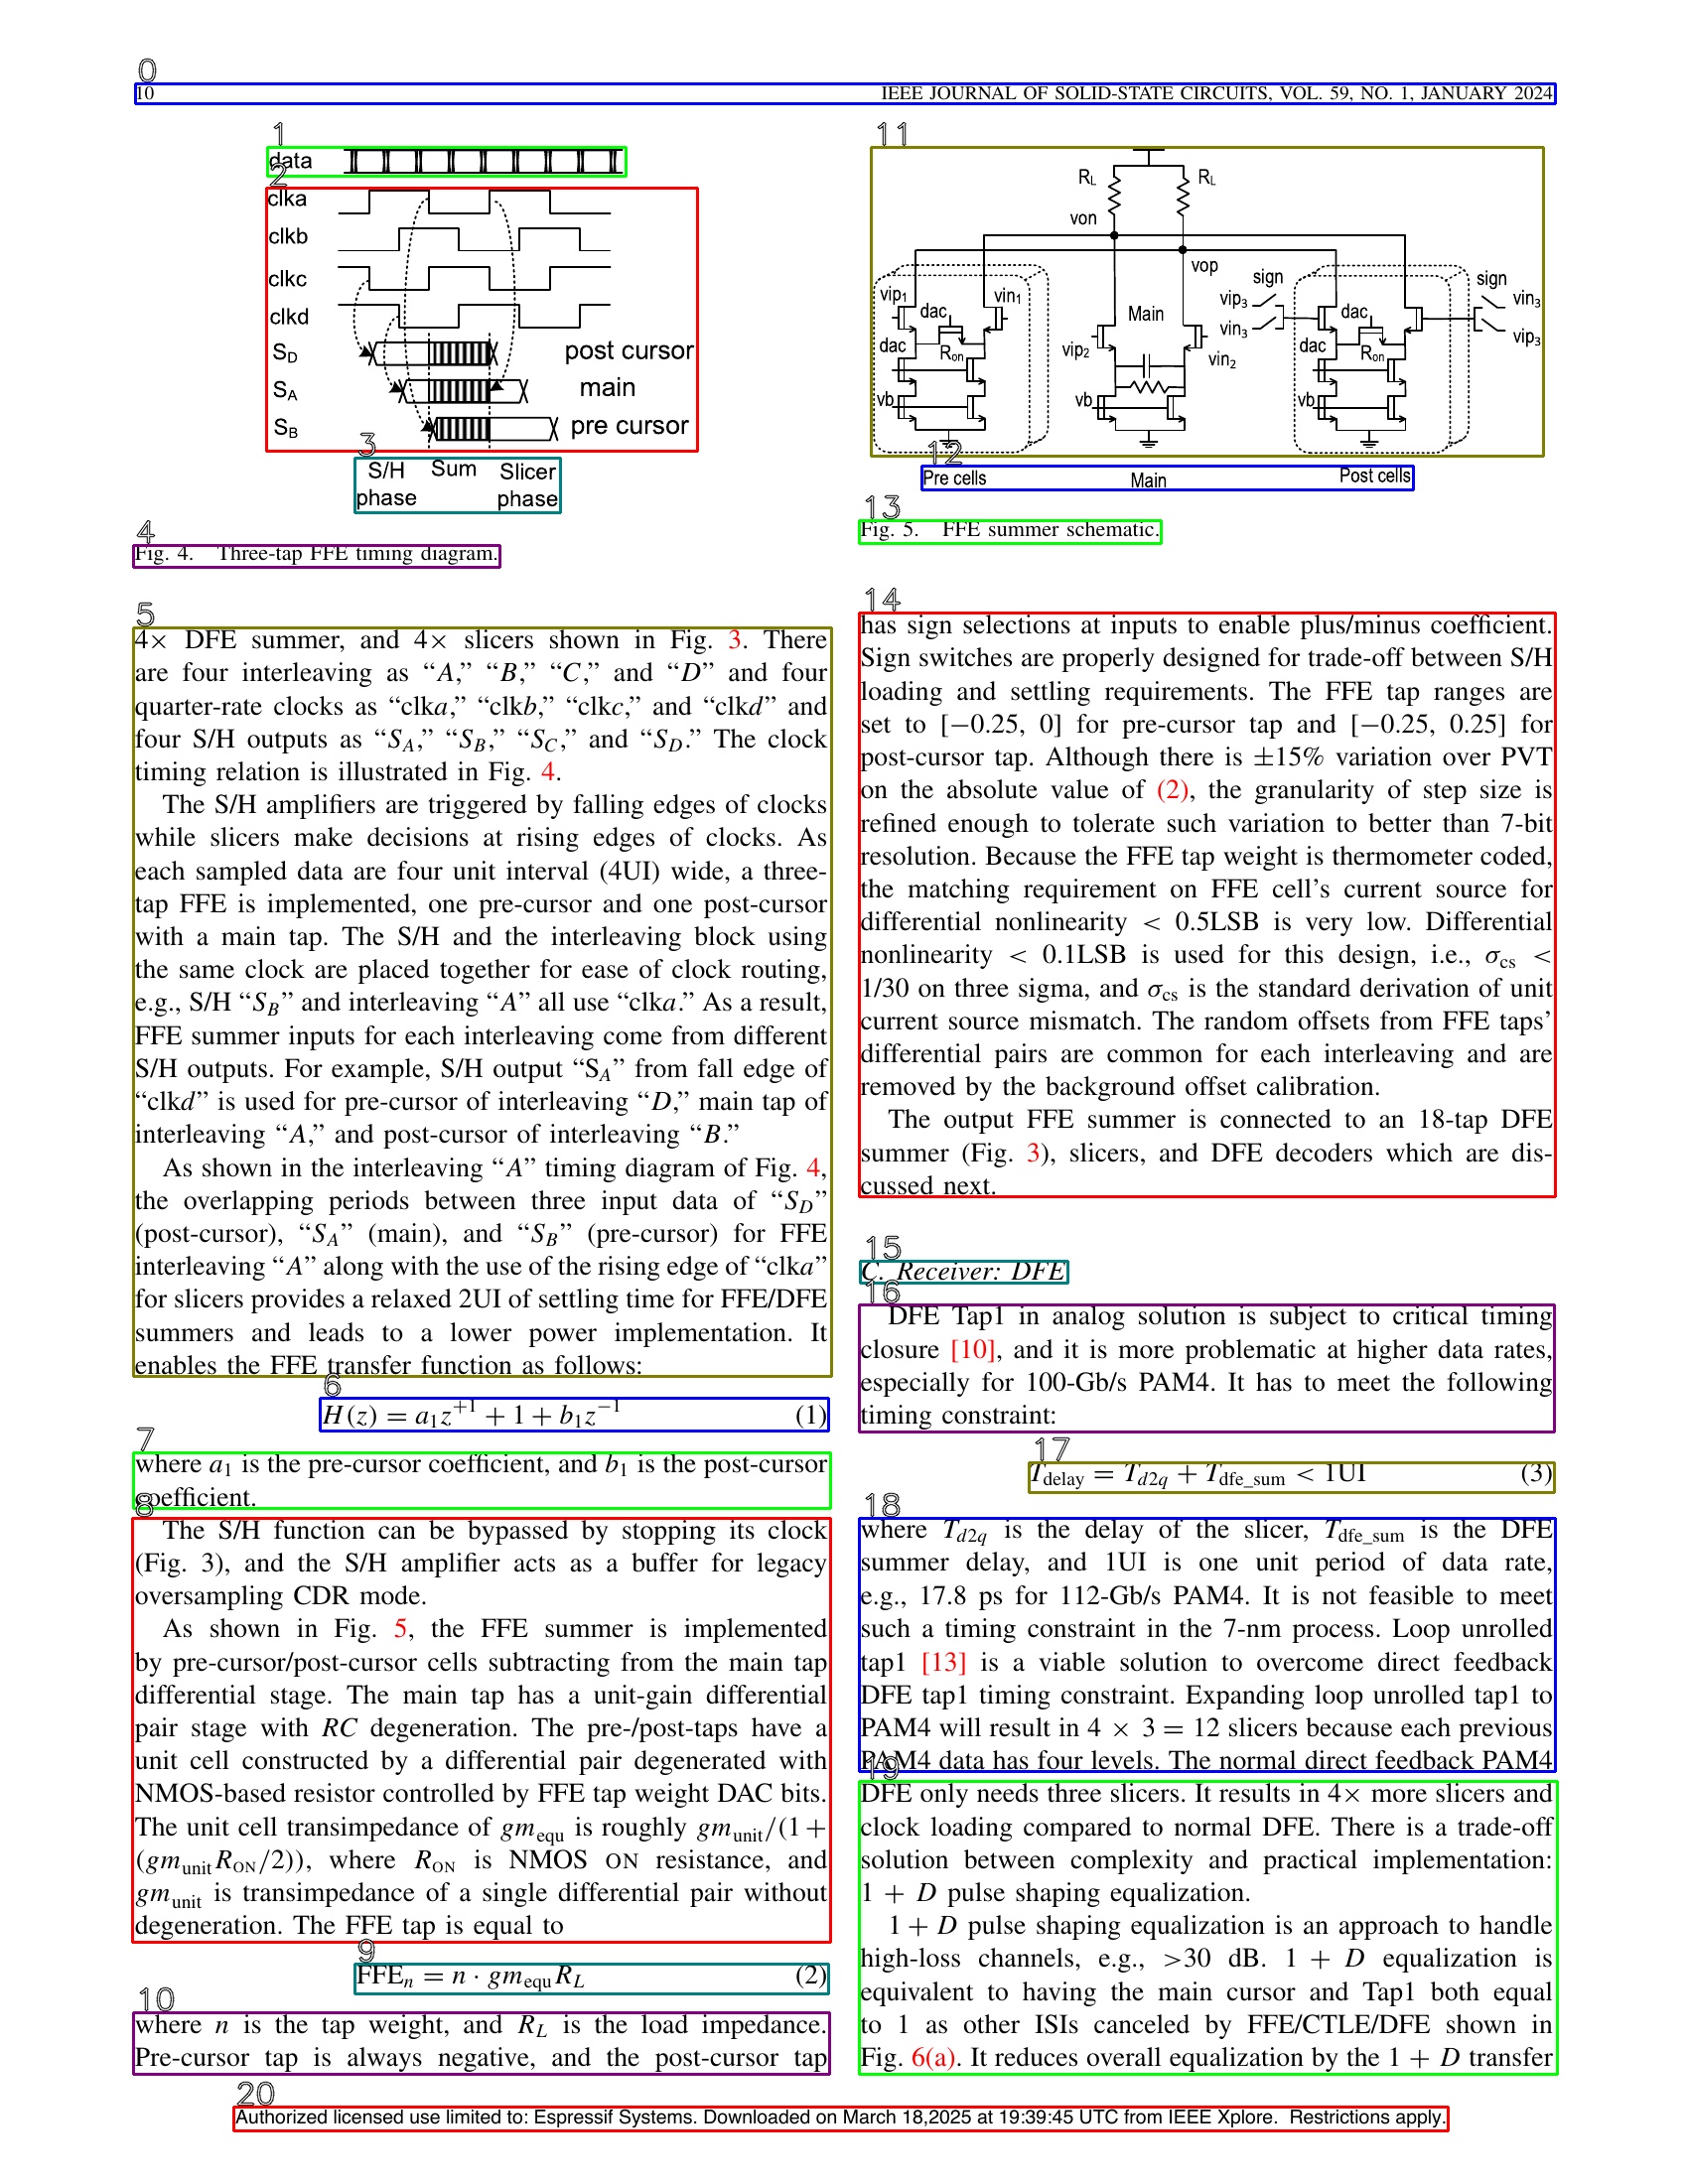 0
10 IEEE JOURNAL OF SOLID-STATE CIRCUITS, VOL. 59, NO. 1, JANUARY 2024
1
data
2
clka
clkb
clkc
clkd
S_D post cursor
S_A main
S_B pre cursor
3
S/H Sum Slicer
phase phase
4
Fig. 4. Three-tap FFE timing diagram.
5
4× DFE summer, and 4× slicers shown in Fig. 3. There
are four interleaving as “A,” “B,” “C,” and “D” and four
quarter-rate clocks as “clka,” “clkb,” “clkc,” and “clkd” and
four S/H outputs as “S_A,” “S_B,” “S_C,” and “S_D.” The clock
timing relation is illustrated in Fig. 4.
The S/H amplifiers are triggered by falling edges of clocks
while slicers make decisions at rising edges of clocks. As
each sampled data are four unit interval (4UI) wide, a three-
tap FFE is implemented, one pre-cursor and one post-cursor
with a main tap. The S/H and the interleaving block using
the same clock are placed together for ease of clock routing,
e.g., S/H “S_B” and interleaving “A” all use “clka.” As a result,
FFE summer inputs for each interleaving come from different
S/H outputs. For example, S/H output “S_A” from fall edge of
“clkd” is used for pre-cursor of interleaving “D,” main tap of
interleaving “A,” and post-cursor of interleaving “B.”
As shown in the interleaving “A” timing diagram of Fig. 4,
the overlapping periods between three input data of “S_D”
(post-cursor), “S_A” (main), and “S_B” (pre-cursor) for FFE
interleaving “A” along with the use of the rising edge of “clka”
for slicers provides a relaxed 2UI of settling time for FFE/DFE
summers and leads to a lower power implementation. It
enables the FFE transfer function as follows:
6
H(z) = a_1 z^{+1} + 1 + b_1 z^{−1} (1)
7
where a_1 is the pre-cursor coefficient, and b_1 is the post-cursor
coefficient.
8
The S/H function can be bypassed by stopping its clock
(Fig. 3), and the S/H amplifier acts as a buffer for legacy
oversampling CDR mode.
As shown in Fig. 5, the FFE summer is implemented
by pre-cursor/post-cursor cells subtracting from the main tap
differential stage. The main tap has a unit-gain differential
pair stage with RC degeneration. The pre-/post-taps have a
unit cell constructed by a differential pair degenerated with
NMOS-based resistor controlled by FFE tap weight DAC bits.
The unit cell transimpedance of gm_equ is roughly gm_unit/(1 +
(gm_unit R_ON/2)), where R_ON is NMOS ON resistance, and
gm_unit is transimpedance of a single differential pair without
degeneration. The FFE tap is equal to
9
FFE_n = n · gm_equ R_L (2)
10
where n is the tap weight, and R_L is the load impedance.
Pre-cursor tap is always negative, and the post-cursor tap
11
R_L R_L
von
vop
vip_1 vin_1 dac dac R_on vb
Main vip_2 vin_2 vb
sign vip_3 vin_3 dac dac R_on vb sign vin_3 vip_3
12
Pre cells Main Post cells
13
Fig. 5. FFE summer schematic.
14
has sign selections at inputs to enable plus/minus coefficient.
Sign switches are properly designed for trade-off between S/H
loading and settling requirements. The FFE tap ranges are
set to [−0.25, 0] for pre-cursor tap and [−0.25, 0.25] for
post-cursor tap. Although there is ±15% variation over PVT
on the absolute value of (2), the granularity of step size is
refined enough to tolerate such variation to better than 7-bit
resolution. Because the FFE tap weight is thermometer coded,
the matching requirement on FFE cell’s current source for
differential nonlinearity < 0.5LSB is very low. Differential
nonlinearity < 0.1LSB is used for this design, i.e., σ_cs <
1/30 on three sigma, and σ_cs is the standard derivation of unit
current source mismatch. The random offsets from FFE taps’
differential pairs are common for each interleaving and are
removed by the background offset calibration.
The output FFE summer is connected to an 18-tap DFE
summer (Fig. 3), slicers, and DFE decoders which are dis-
cussed next.
15
C. Receiver: DFE
16
DFE Tap1 in analog solution is subject to critical timing
closure [10], and it is more problematic at higher data rates,
especially for 100-Gb/s PAM4. It has to meet the following
timing constraint:
17
T_delay = T_d2q + T_dfe_sum < 1UI (3)
18
where T_d2q is the delay of the slicer, T_dfe_sum is the DFE
summer delay, and 1UI is one unit period of data rate,
e.g., 17.8 ps for 112-Gb/s PAM4. It is not feasible to meet
such a timing constraint in the 7-nm process. Loop unrolled
tap1 [13] is a viable solution to overcome direct feedback
DFE tap1 timing constraint. Expanding loop unrolled tap1 to
PAM4 will result in 4 × 3 = 12 slicers because each previous
PAM4 data has four levels. The normal direct feedback PAM4
19
DFE only needs three slicers. It results in 4× more slicers and
clock loading compared to normal DFE. There is a trade-off
solution between complexity and practical implementation:
1 + D pulse shaping equalization.
1 + D pulse shaping equalization is an approach to handle
high-loss channels, e.g., >30 dB. 1 + D equalization is
equivalent to having the main cursor and Tap1 both equal
to 1 as other ISIs canceled by FFE/CTLE/DFE shown in
Fig. 6(a). It reduces overall equalization by the 1 + D transfer
20
Authorized licensed use limited to: Espressif Systems. Downloaded on March 18,2025 at 19:39:45 UTC from IEEE Xplore. Restrictions apply.